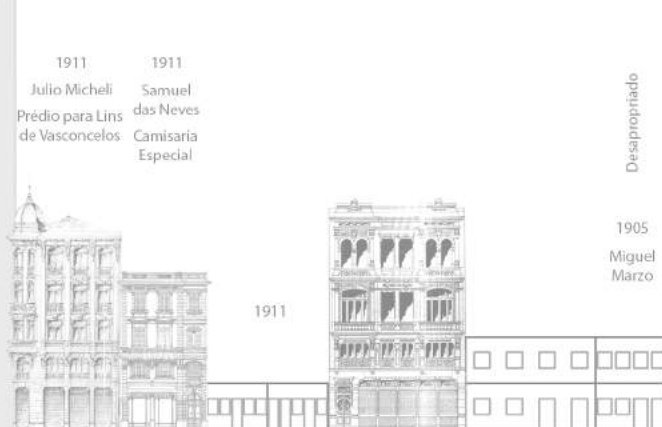 1911
Julio Micheli
Prédio para Lins
de Vasconcelos
1911
Samuel
das Neves
Camisaria
Especial
1911
Desapropriado
1905
Miguel
Marzo